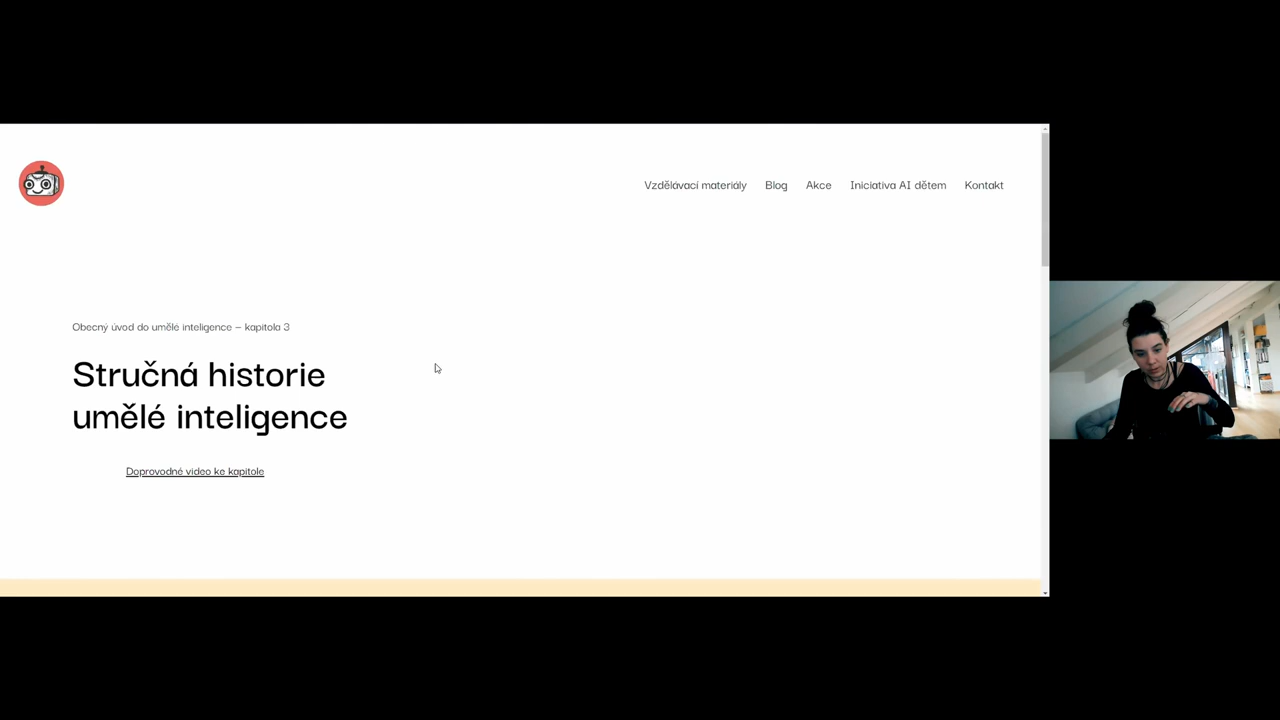 Vzdělávací materiály Blog Akce Iniciativa AI dětem Kontakt
Obecný úvod do umělé inteligence – kapitola 3
Stručná historie
umělé inteligence
Doprovodné video ke kapitole